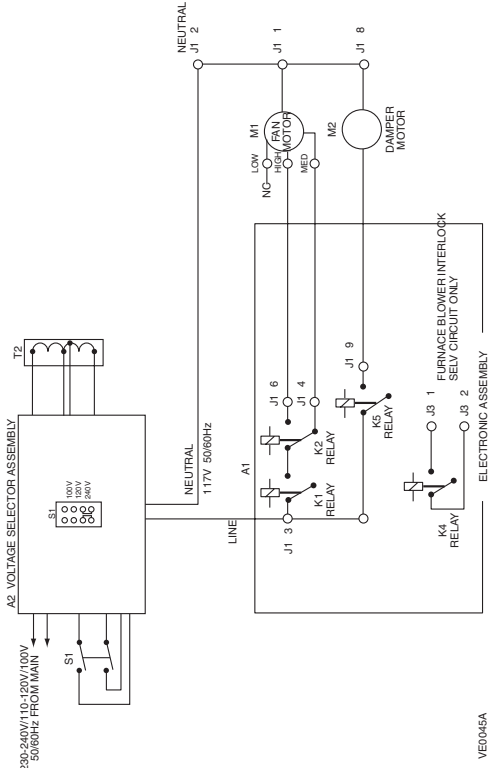 230-240V/110-120V/100V
50/60Hz FROM MAIN
A2 VOLTAGE SELECTOR ASSEMBLY
S1
S1
100V
120V
240V
T2
NEUTRAL
117V 50/60Hz
LINE
NEUTRAL
J1 2
J1 1
J1 8
M1
FAN
MOTOR
LOW
HIGH
MED
NC
M2
DAMPER
MOTOR
A1
J1 3
K1
RELAY
K2
RELAY
J1 6
J1 4
K5
RELAY
J1 9
K4
RELAY
J3 1
J3 2
FURNACE BLOWER INTERLOCK
SELV CIRCUIT ONLY
ELECTRONIC ASSEMBLY
VE0045A